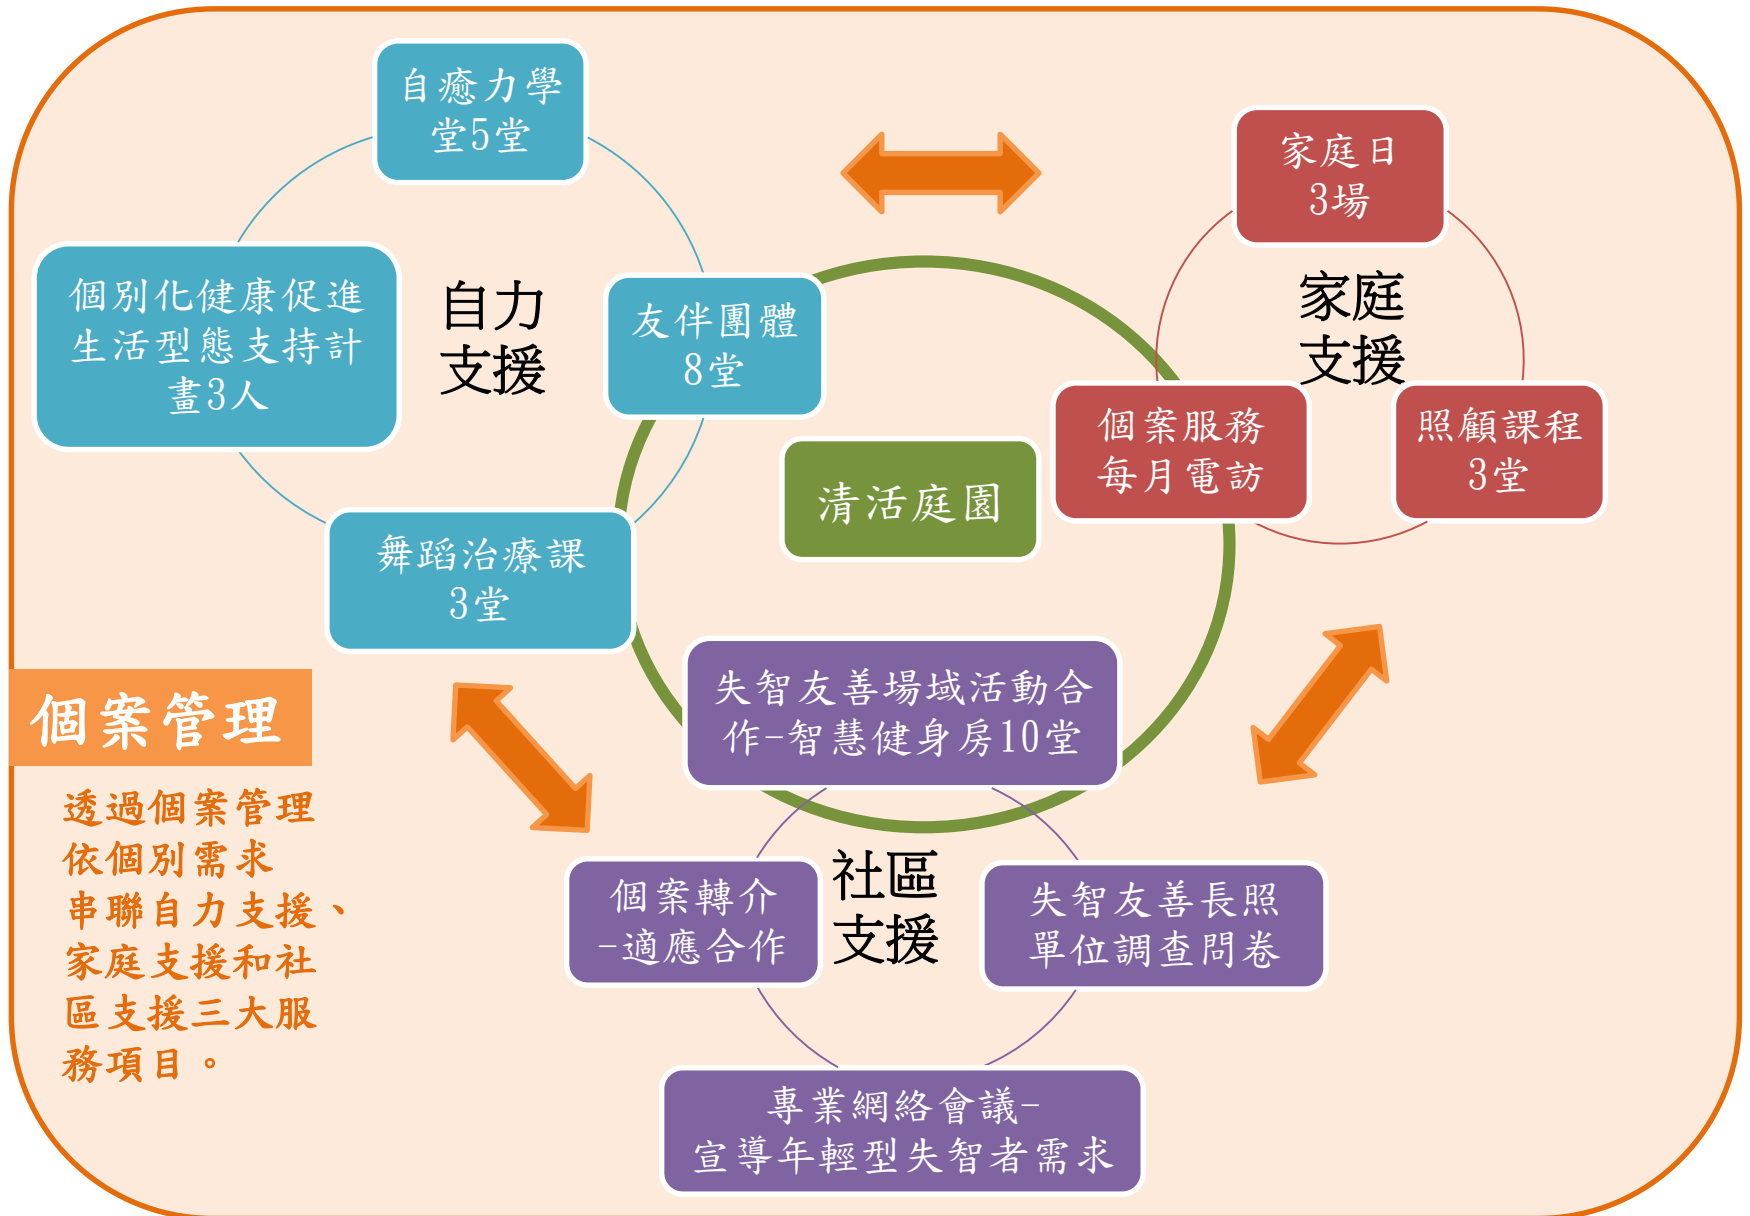 自癒力學
堂5堂
個別化健康促進
生活型態支持計
畫3人
自力
支援
友伴團體
8堂
舞蹈治療課
3堂
家庭日
3場
家庭
支援
個案服務
每月電訪
照顧課程
3堂
清活庭園
失智友善場域活動合
作-智慧健身房10堂
社區
支援
個案轉介
-適應合作
失智友善長照
單位調查問卷
專業網絡會議-
宣導年輕型失智者需求
個案管理
透過個案管理
依個別需求
串聯自力支援、
家庭支援和社
區支援三大服
務項目。